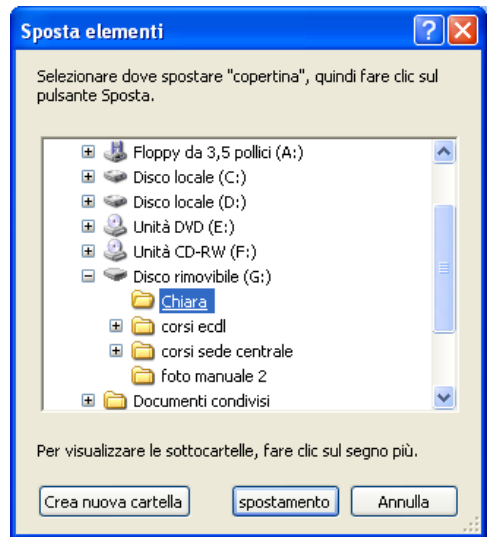 Sposta elementi
Selezionare dove spostare "copertina", quindi fare clic sul
pulsante Sposta.
Floppy da 3,5 pollici (A:)
Disco locale (C:)
Disco locale (D:)
Unità DVD (E:)
Unità CD-RW (F:)
Disco rimovibile (G:)
Chiara
corsi ecdl
corsi sede centrale
foto manuale 2
Documenti condivisi
Per visualizzare le sottocartelle, fare clic sul segno più.
Crea nuova cartella spostamento Annulla